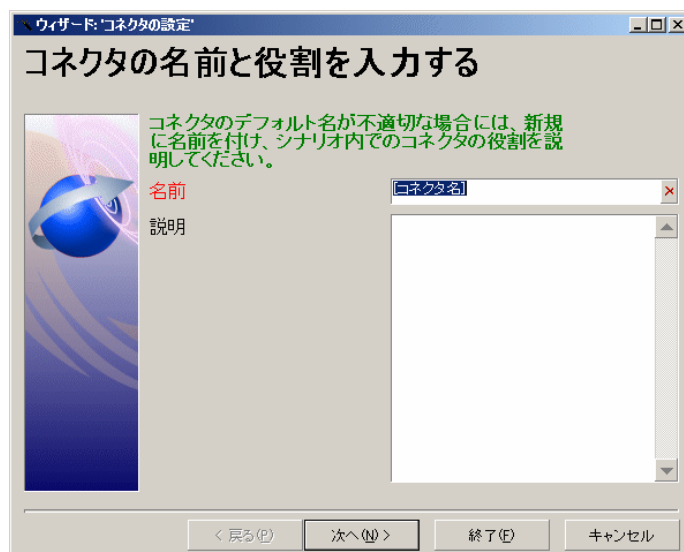 ウィザード: 'コネクタの設定'
コネクタの名前と役割を入力する
コネクタのデフォルト名が不適切な場合には、新規
に名前を付け、シナリオ内でのコネクタの役割を説
明してください。
名前
[コネクタ名]
説明
< 戻る(P)
次へ(N) >
終了(F)
キャンセル